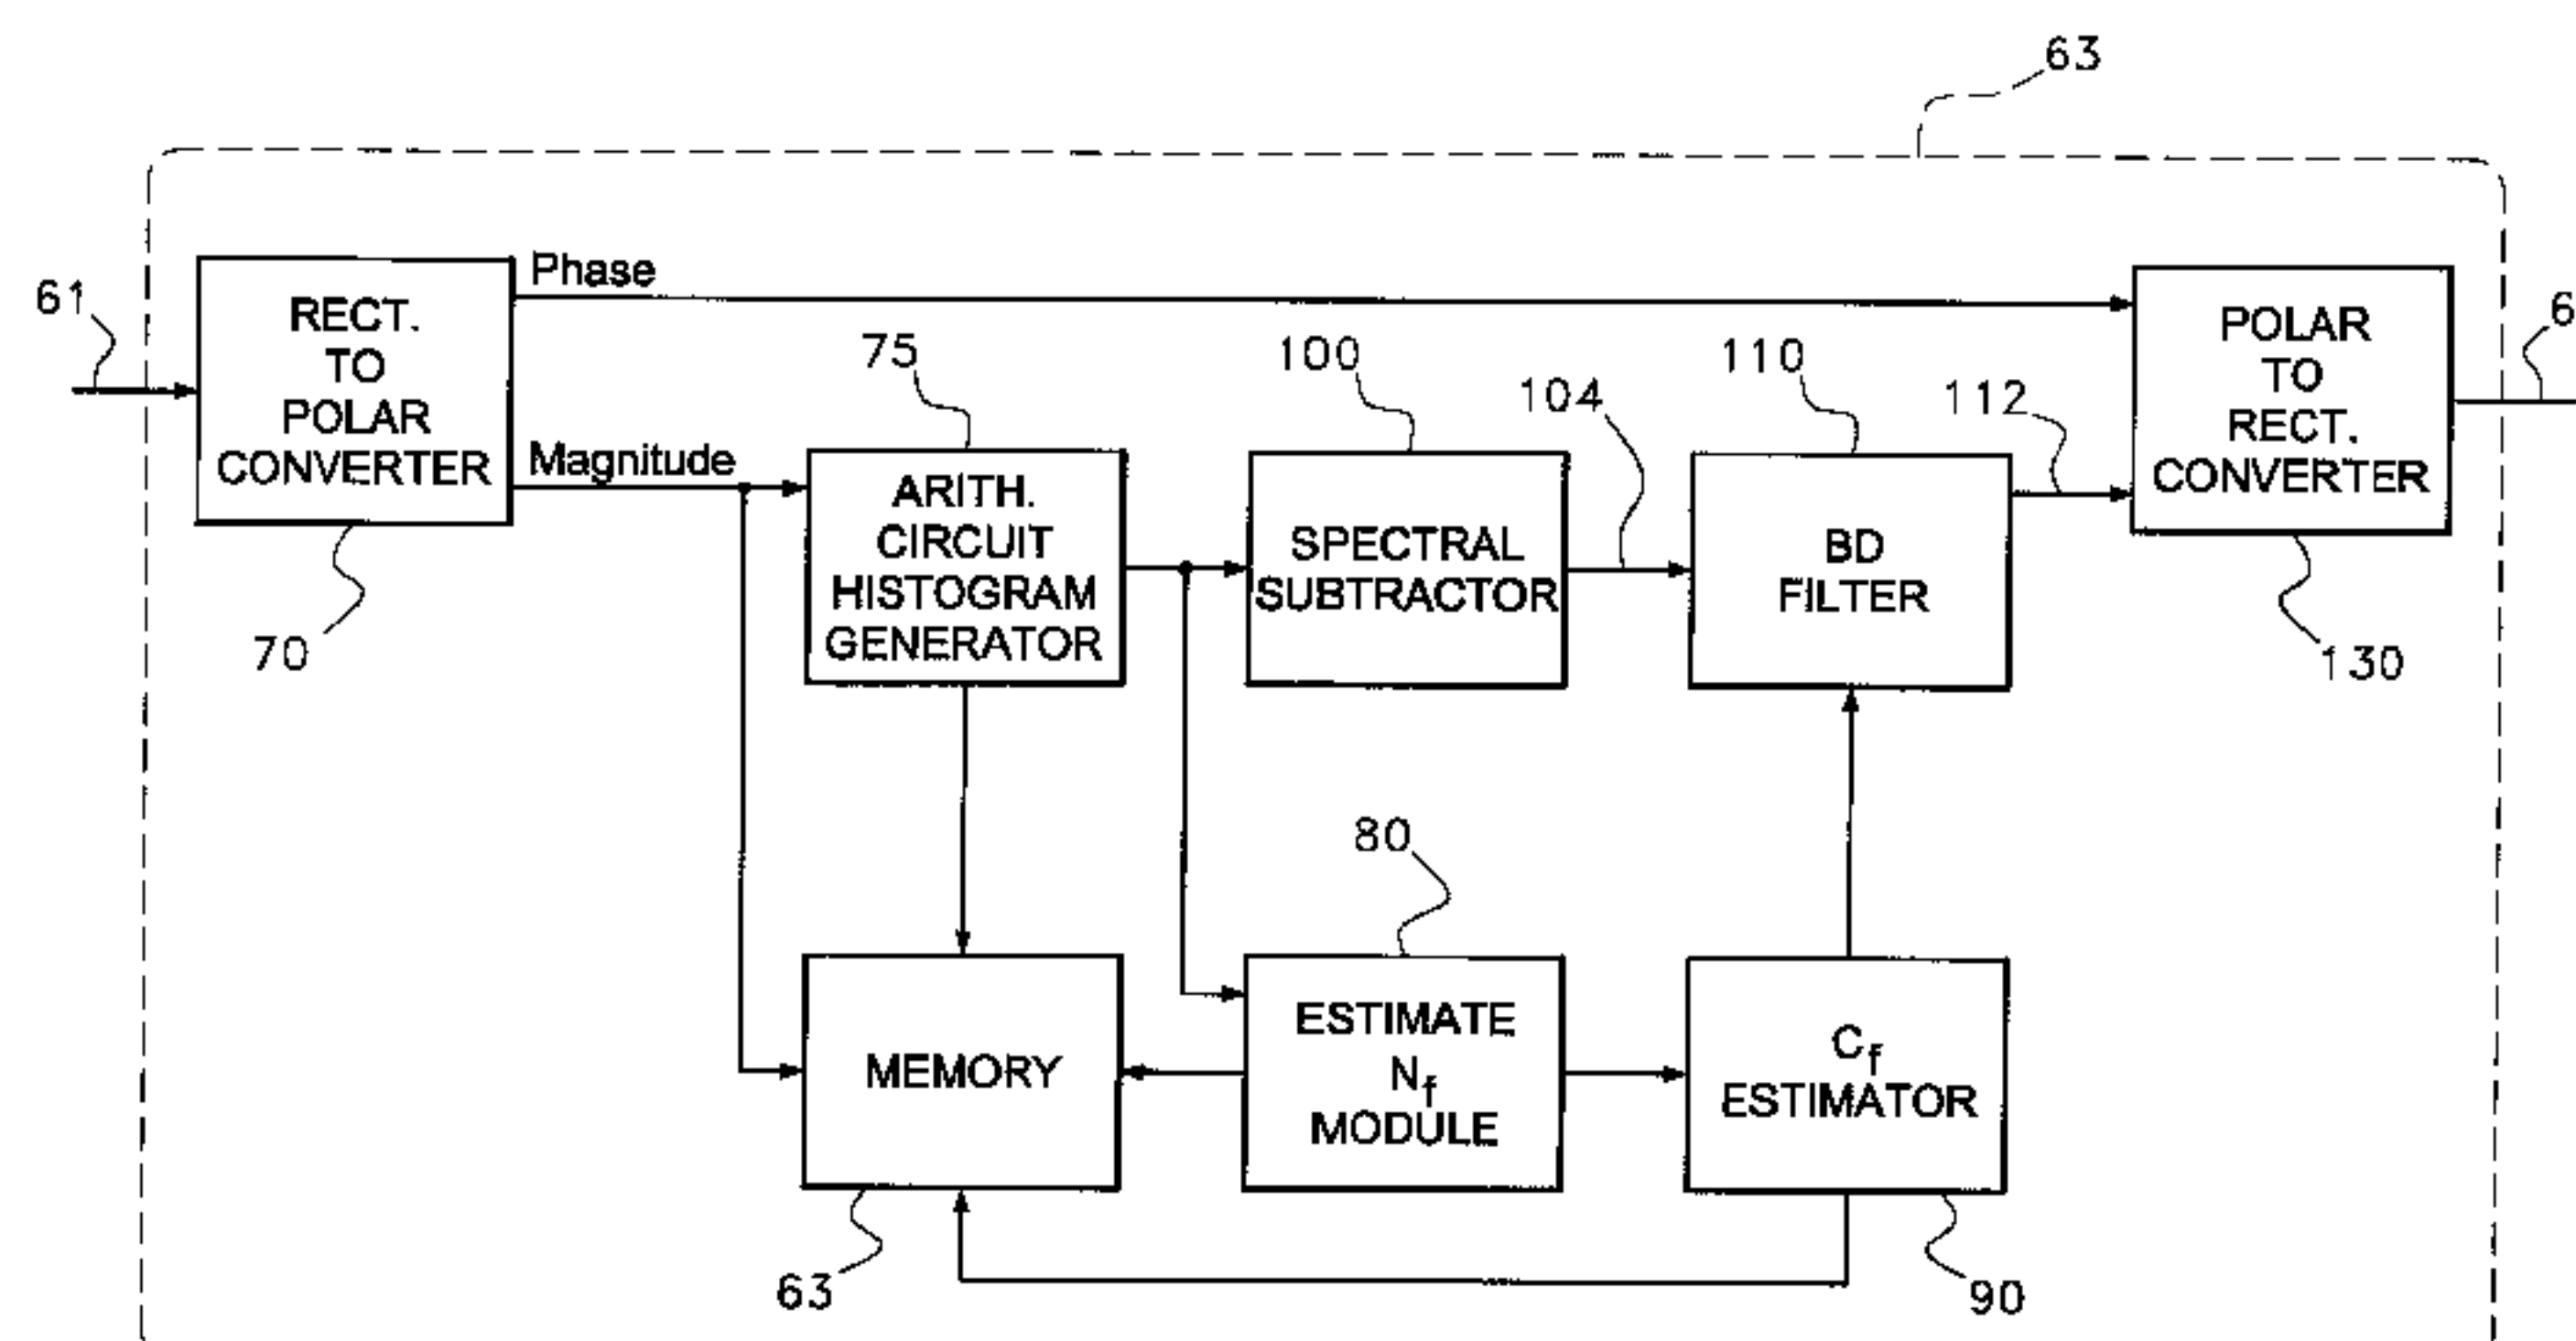 63
61
RECT.
TO
POLAR
CONVERTER
70
Phase
Magnitude
75
ARITH.
CIRCUIT
HISTOGRAM
GENERATOR
100
SPECTRAL
SUBTRACTOR
104
110
BD
FILTER
112
POLAR
TO
RECT.
CONVERTER
130
MEMORY
63
80
ESTIMATE
Nf
MODULE
Cf
ESTIMATOR
90